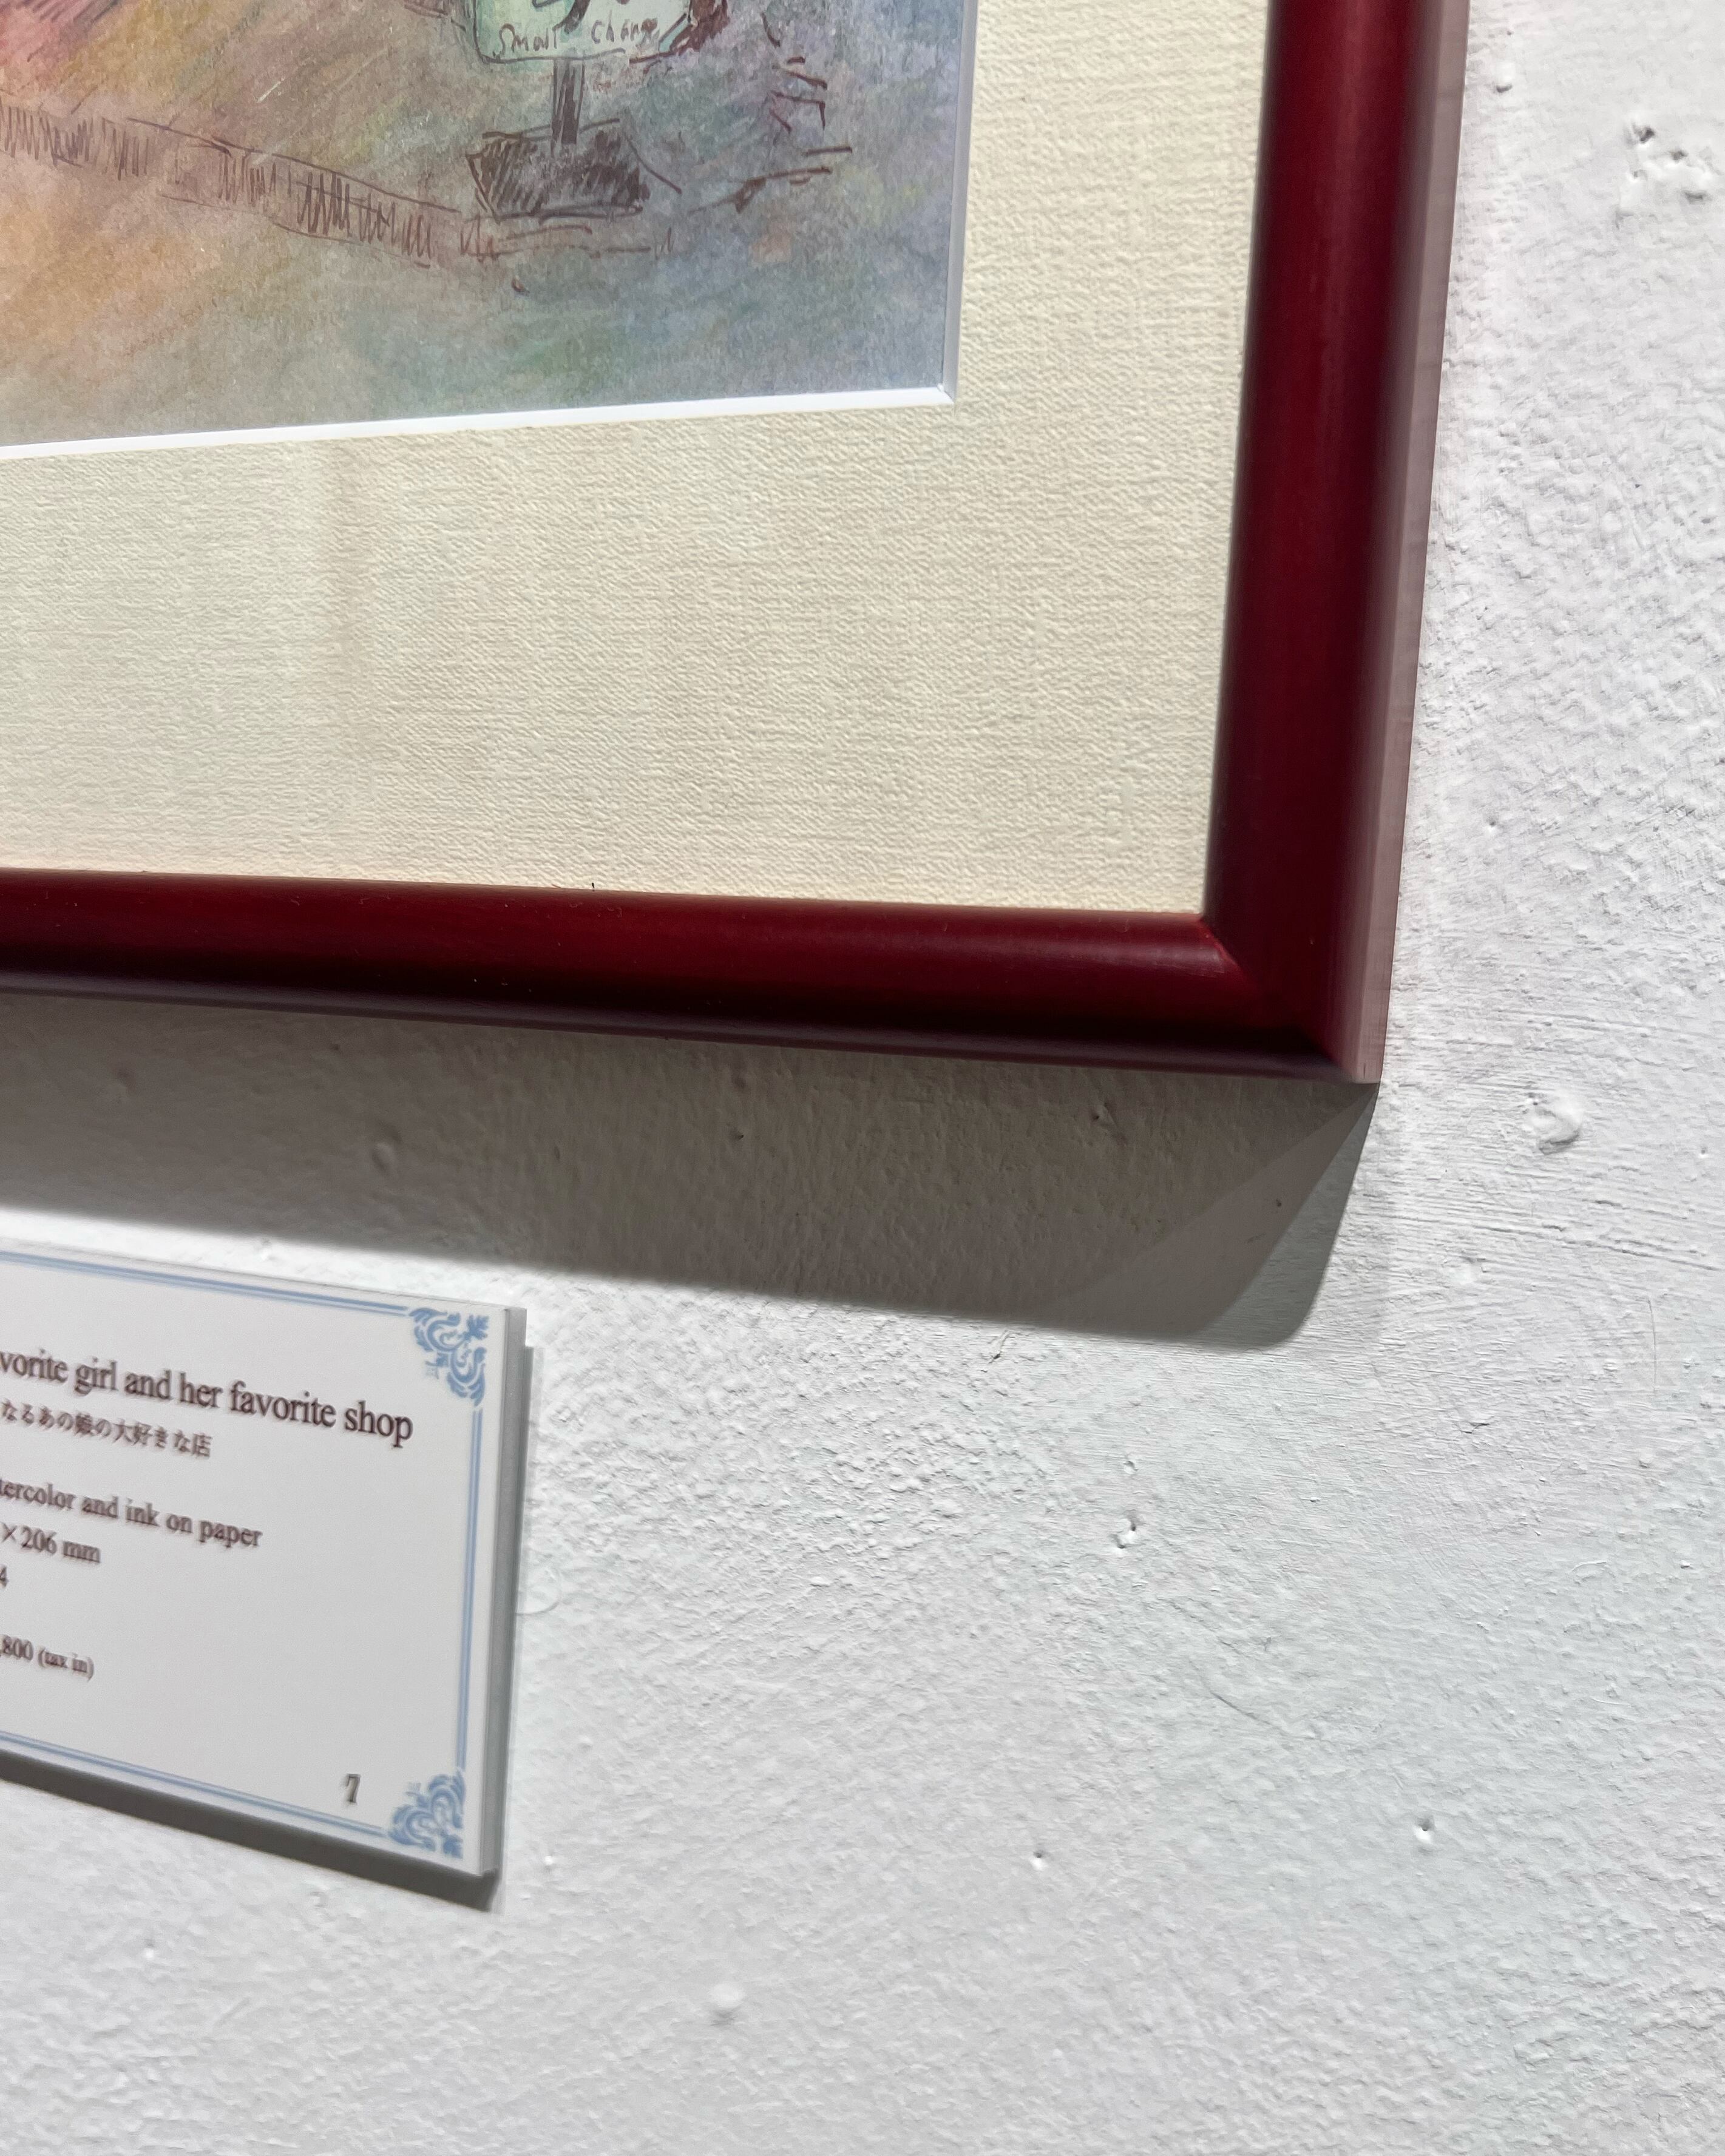 Small Change
vorite girl and her favorite shop
なるあの娘の大好きな店
tercolor and ink on paper
×206 mm
4
,800 (tax in)
7